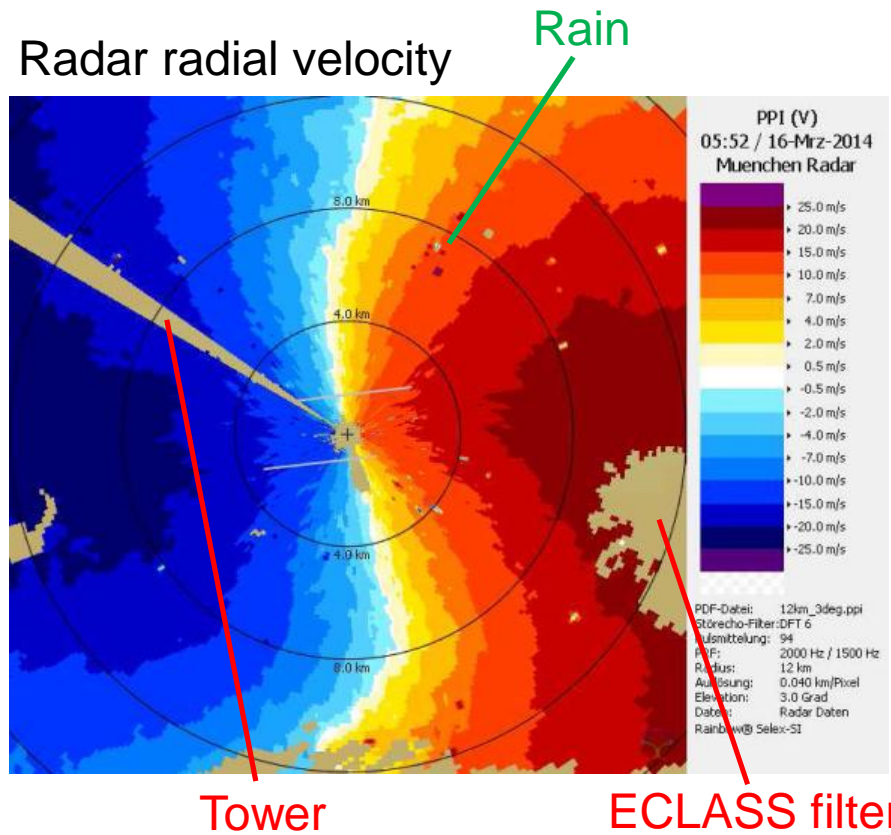 Rain
Radar radial velocity
PPI (V)
05:52 / 16-Mrz-2014
Muenchen Radar
8.0 km
4.0 km
4.0 km
8.0 km
25.0 m/s
20.0 m/s
15.0 m/s
10.0 m/s
7.0 m/s
4.0 m/s
2.0 m/s
0.5 m/s
-0.5 m/s
-2.0 m/s
-4.0 m/s
-7.0 m/s
-10.0 m/s
-15.0 m/s
-20.0 m/s
-25.0 m/s
PDF-Datei: 12km_3deg.ppi
Störecho-Filter:DFT 6
Pulsmittelung: 94
PRF: 2000 Hz / 1500 Hz
Radius: 12 km
Auflösung: 0.040 km/Pixel
Elevation: 3.0 Grad
Daten: Radar Daten
Rainbow® Selex-SI
Tower
ECLASS filter